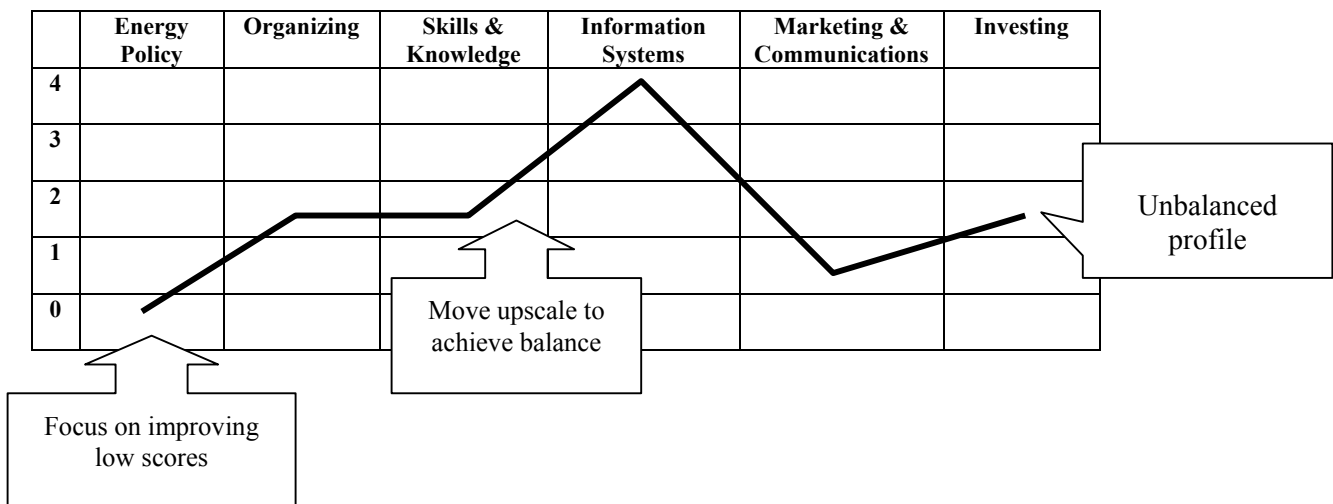 Energy Policy Organizing Skills & Knowledge Information Systems Marketing & Communications Investing
4
3
2
1
0
Unbalanced
profile
Move upscale to
achieve balance
Focus on improving
low scores